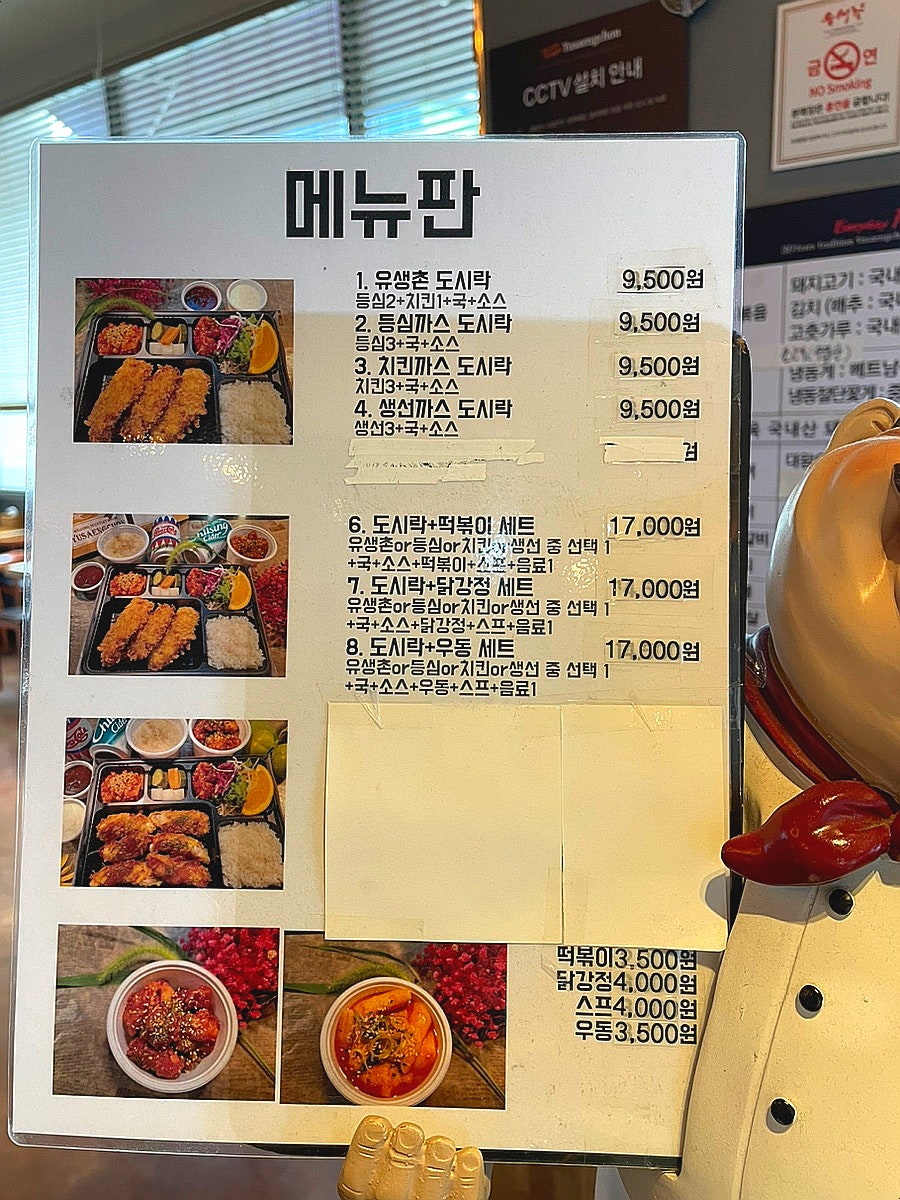 Yusaengchon
CCTV 설치 안내
금 연
NO Smoking
메뉴판
1. 유생촌 도시락 9,500원
등심2+치킨1+국+소스
2. 등심까스 도시락 9,500원
등심3+국+소스
3. 치킨까스 도시락 9,500원
치킨3+국+소스
4. 생선까스 도시락 9,500원
생선3+국+소스
6. 도시락+떡볶이 세트 17,000원
유생촌or등심or치킨or생선 중 선택 1
+국+소스+떡볶이+스프+음료1
7. 도시락+닭강정 세트 17,000원
유생촌or등심or치킨or생선 중 선택 1
+국+소스+닭강정+스프+음료1
8. 도시락+우동 세트 17,000원
유생촌or등심or치킨or생선 중 선택 1
+국+소스+우동+스프+음료1
떡볶이3,500원
닭강정4,000원
스프4,000원
우동3,500원
YUSAENGCHON
Chilsung
Cider
Everyday
돼지고기 : 국내
김치 (배추 : 국
고춧가루 : 국내
냉동게 : 베트남
국내산